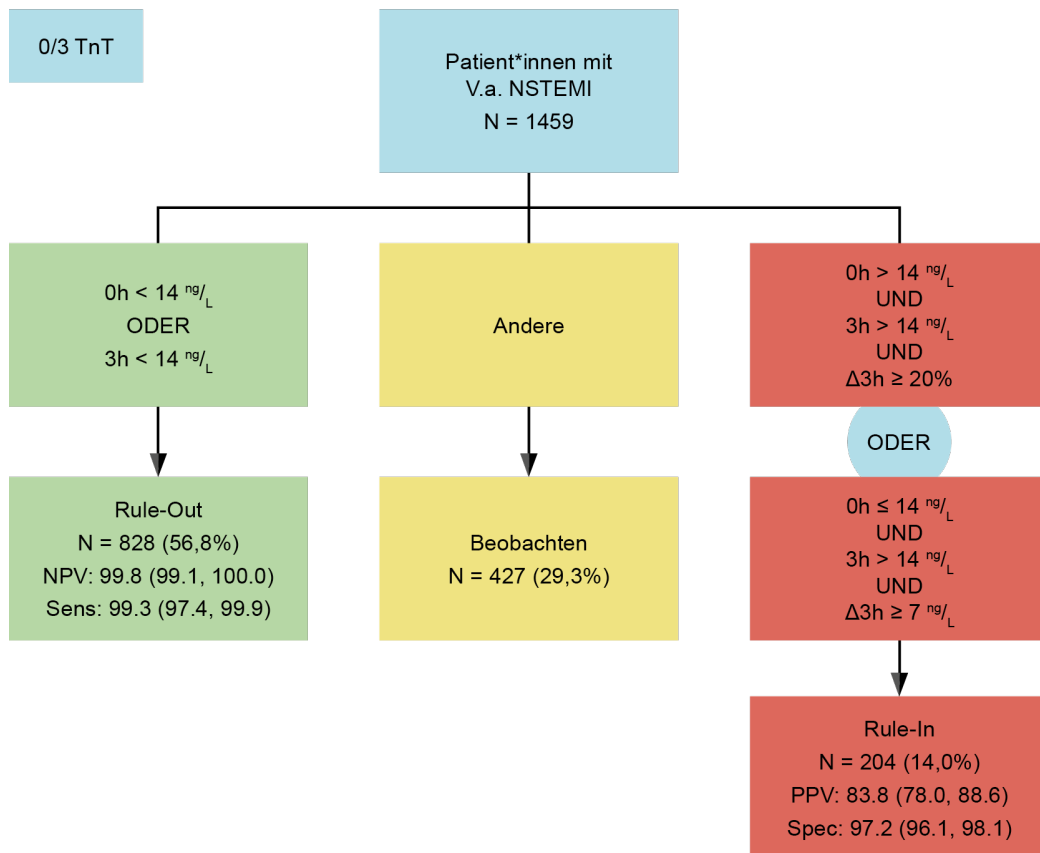 0/3 TnT
Patient*innen mit
V.a. NSTEMI
N = 1459
0h < 14 ng/L
ODER
3h < 14 ng/L
Andere
0h > 14 ng/L
UND
3h > 14 ng/L
UND
Δ3h ≥ 20%
ODER
Rule-Out
N = 828 (56,8%)
NPV: 99.8 (99.1, 100.0)
Sens: 99.3 (97.4, 99.9)
Beobachten
N = 427 (29,3%)
0h ≤ 14 ng/L
UND
3h > 14 ng/L
UND
Δ3h ≥ 7 ng/L
Rule-In
N = 204 (14,0%)
PPV: 83.8 (78.0, 88.6)
Spec: 97.2 (96.1, 98.1)